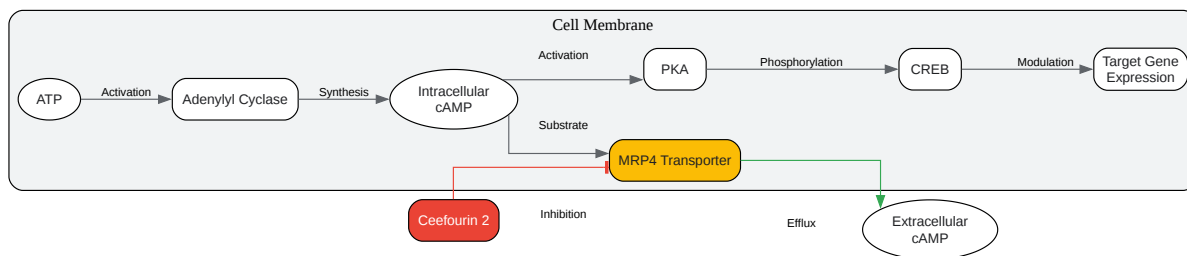 Cell Membrane
ATP
Activation
Adenylyl Cyclase
Synthesis
Intracellular
cAMP
Activation
PKA
Phosphorylation
CREB
Modulation
Target Gene
Expression
Substrate
MRP4 Transporter
Ceefourin 2
Inhibition
Efflux
Extracellular
cAMP